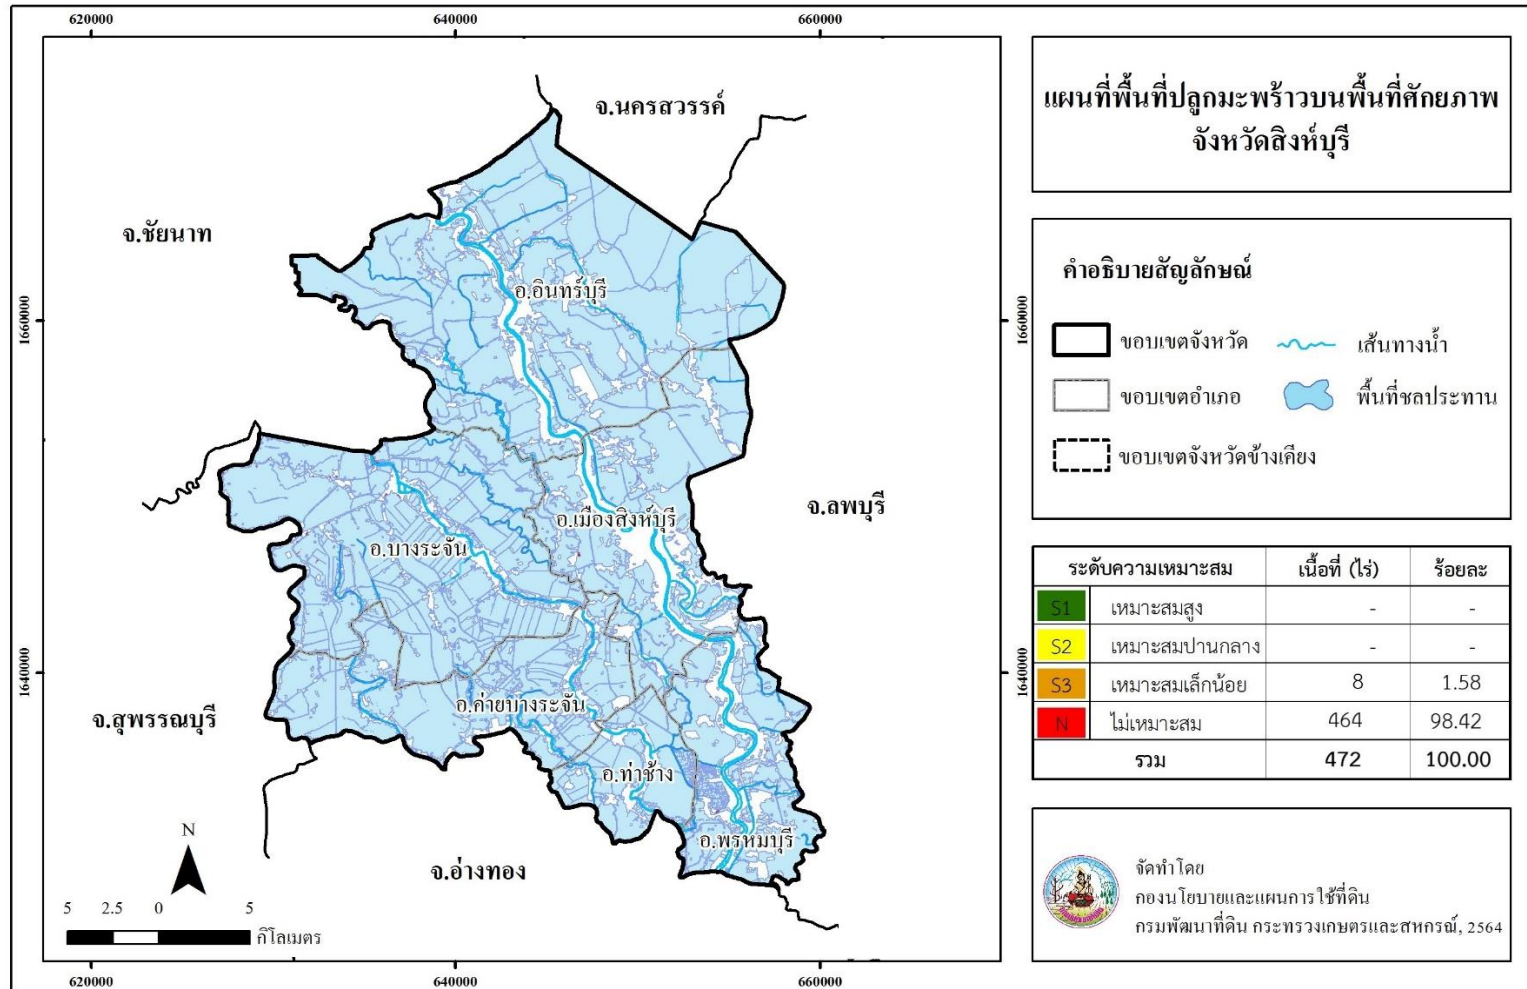 620000
640000
660000
แผนที่พื้นที่ปลูกมะพร้าวบนพื้นที่ศักยภาพ
จังหวัดสิงห์บุรี
จ.นครสวรรค์
จ.ชัยนาท
อ.อินทร์บุรี
1660000
1660000
คำอธิบายสัญลักษณ์
ขอบเขตจังหวัด
เส้นทางน้ำ
ขอบเขตอำเภอ
พื้นที่ชลประทาน
ขอบเขตจังหวัดข้างเคียง
จ.ลพบุรี
อ.เมืองสิงห์บุรี
อ.บางระจัน
ระดับความเหมาะสม เนื้อที่ (ไร่) ร้อยละ
S1 เหมาะสมสูง - -
S2 เหมาะสมปานกลาง - -
S3 เหมาะสมเล็กน้อย 8 1.58
N ไม่เหมาะสม 464 98.42
รวม 472 100.00
1640000
1640000
จ.สุพรรณบุรี
อ.ค่ายบางระจัน
อ.ท่าช้าง
อ.พรหมบุรี
จ.อ่างทอง
N
5 2.5 0 5
กิโลเมตร
จัดทำโดย
กองนโยบายและแผนการใช้ที่ดิน
กรมพัฒนาที่ดิน กระทรวงเกษตรและสหกรณ์, 2564
620000
640000
660000